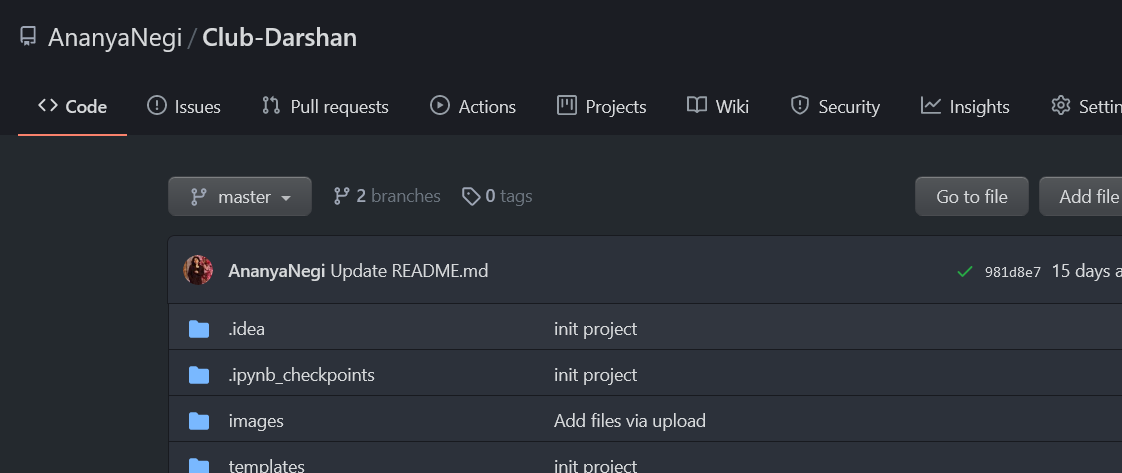 AnanyaNegi / Club-Darshan
Code Issues Pull requests Actions Projects Wiki Security Insights Settin
master 2 branches 0 tags Go to file Add file
AnanyaNegi Update README.md 981d8e7 15 days a
.idea init project
.ipynb_checkpoints init project
images Add files via upload
templates init project